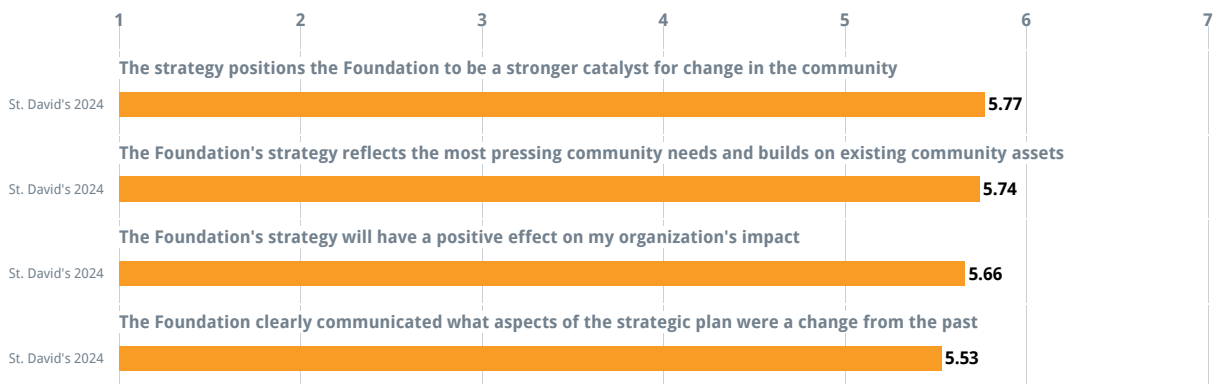 1 2 3 4 5 6 7
The strategy positions the Foundation to be a stronger catalyst for change in the community
St. David's 2024 5.77
The Foundation's strategy reflects the most pressing community needs and builds on existing community assets
St. David's 2024 5.74
The Foundation's strategy will have a positive effect on my organization's impact
St. David's 2024 5.66
The Foundation clearly communicated what aspects of the strategic plan were a change from the past
St. David's 2024 5.53